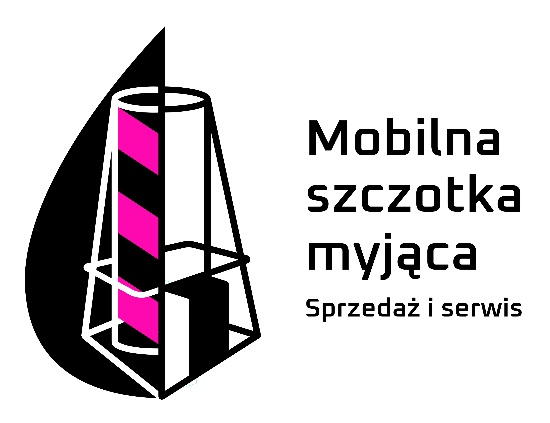 Mobilna
szczotka
myjąca
Sprzedaż i serwis